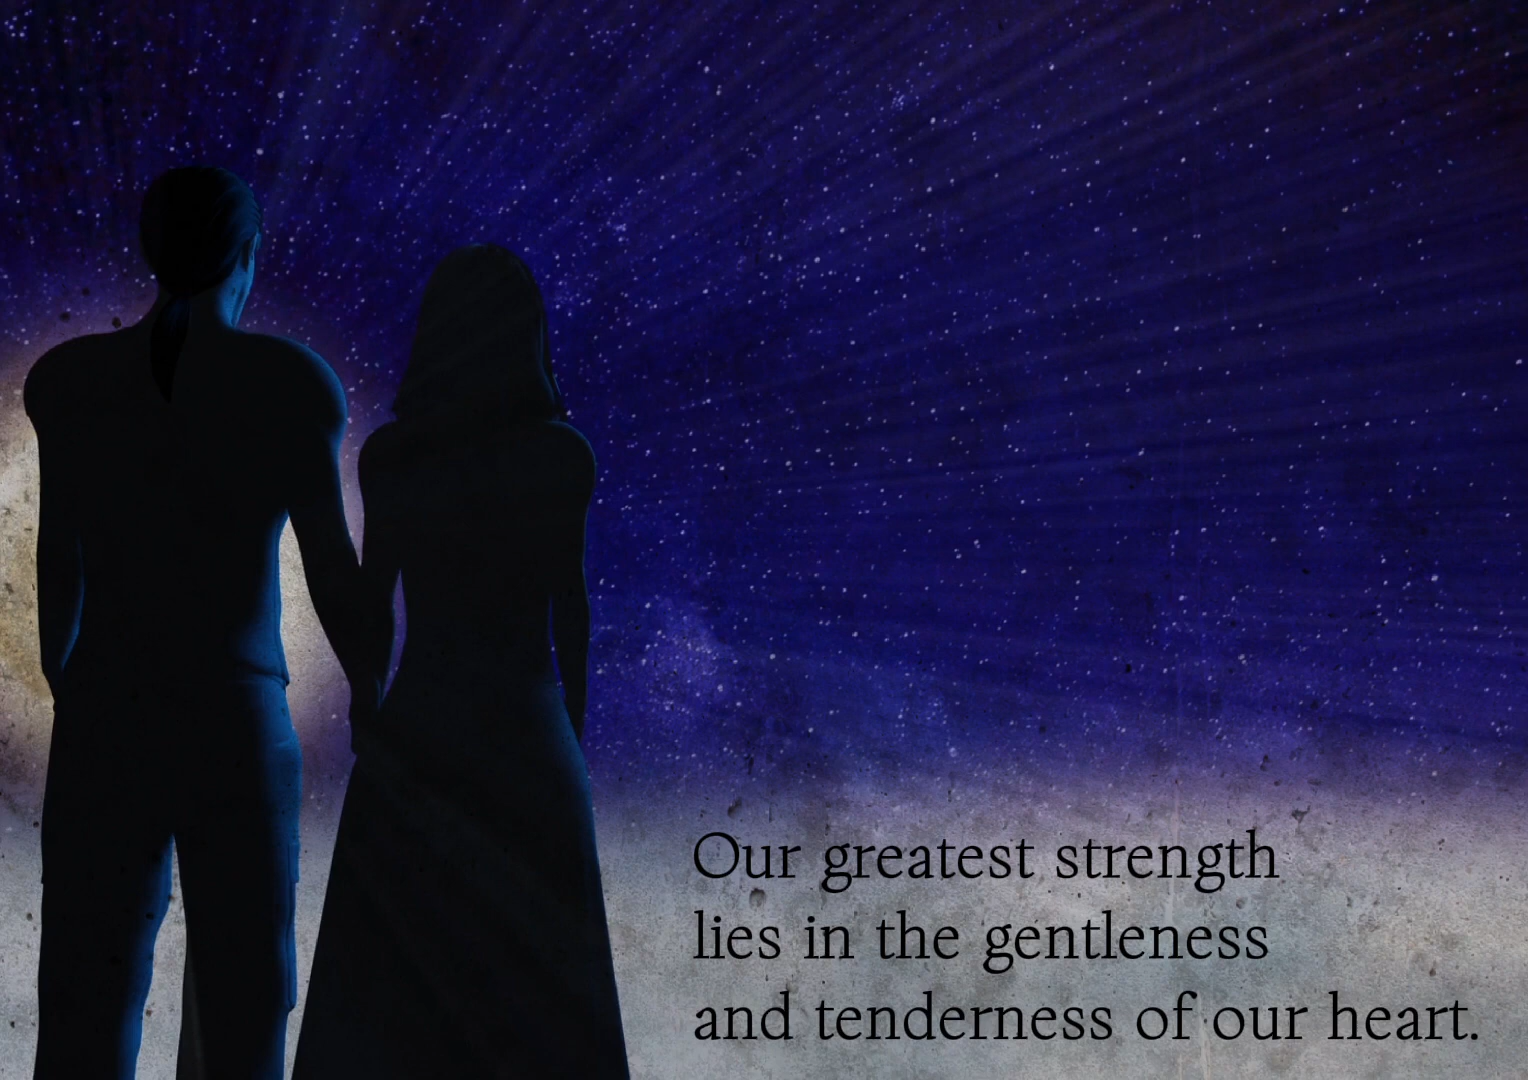 Our greatest strength
lies in the gentleness
and tenderness of our heart.